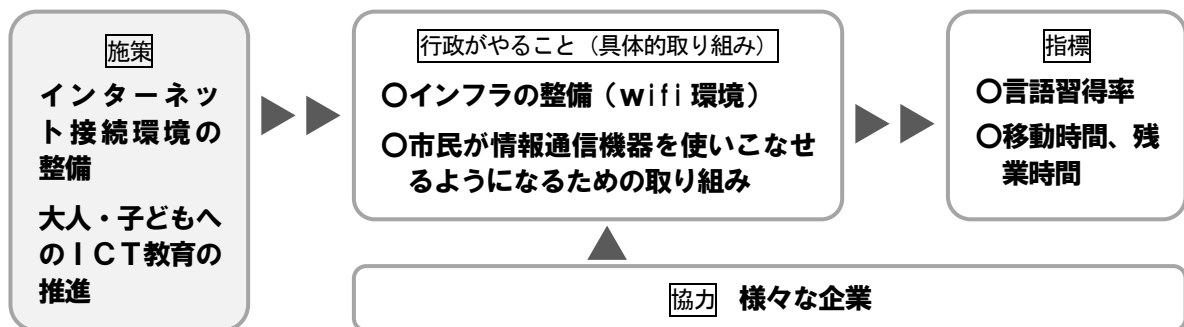 施策
インターネッ
ト接続環境の
整備
大人・子どもへ
のICT教育の
推進
行政がやること(具体的取り組み)
○インフラの整備(wifi環境)
○市民が情報通信機器を使いこなせ
るようになるための取り組み
指標
○言語習得率
○移動時間、残
業時間
協力 様々な企業